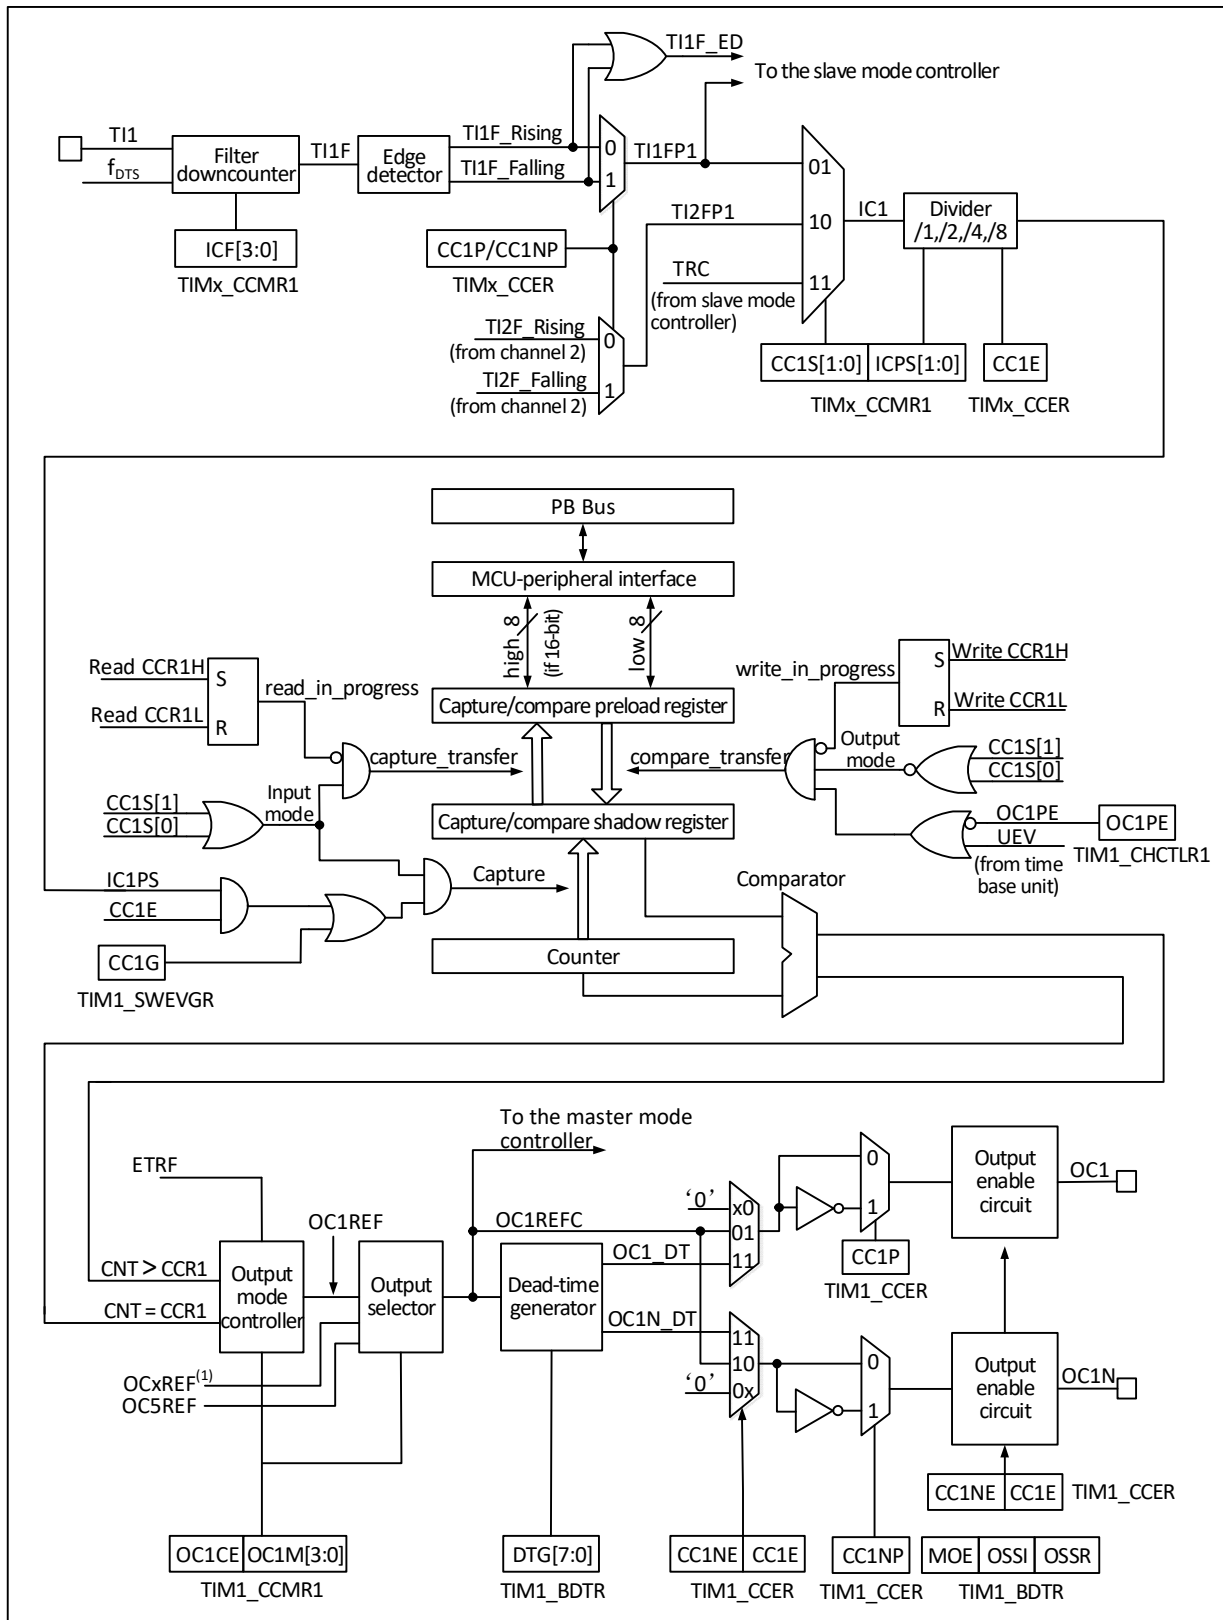 TI1F_ED
To the slave mode controller
TI1
fDTS
Filter
downcounter
TI1F
Edge
detector
TI1F_Rising
TI1F_Falling
0
1
TI1FP1
01
TI2FP1
10
IC1
Divider
/1,/2,/4,/8
ICF[3:0]
TIMx_CCMR1
CC1P/CC1NP
TIMx_CCER
TRC
11
(from slave mode
controller)
TI2F_Rising
0
(from channel 2)
TI2F_Falling
1
(from channel 2)
CC1S[1:0]
ICPS[1:0]
CC1E
TIMx_CCMR1
TIMx_CCER
PB Bus
MCU-peripheral interface
high
8
(if 16-bit)
low
8
Read CCR1H
S
read_in_progress
Read CCR1L
R
write_in_progress
S
Write CCR1H
R
Write CCR1L
Capture/compare preload register
capture_transfer
compare_transfer
Output
mode
CC1S[1]
CC1S[0]
CC1S[1]
CC1S[0]
Input
mode
Capture/compare shadow register
OC1PE
UEV
(from time
base unit)
OC1PE
TIM1_CHCTLR1
IC1PS
CC1E
Capture
Comparator
CC1G
TIM1_SWEVGR
Counter
To the master mode
controller
ETRF
OC1REF
OC1REFC
'0'
x0
01
11
0
1
Output
enable
circuit
OC1
CNT > CCR1
CNT = CCR1
Output
mode
controller
Output
selector
Dead-time
generator
OC1_DT
OC1N_DT
CC1P
TIM1_CCER
11
10
'0'
0x
0
1
Output
enable
circuit
OC1N
OCxREF(1)
OC5REF
CC1NE
CC1E
TIM1_CCER
OC1CE
OC1M[3:0]
TIM1_CCMR1
DTG[7:0]
TIM1_BDTR
CC1NE
CC1E
TIM1_CCER
CC1NP
TIM1_CCER
MOE
OSSI
OSSR
TIM1_BDTR